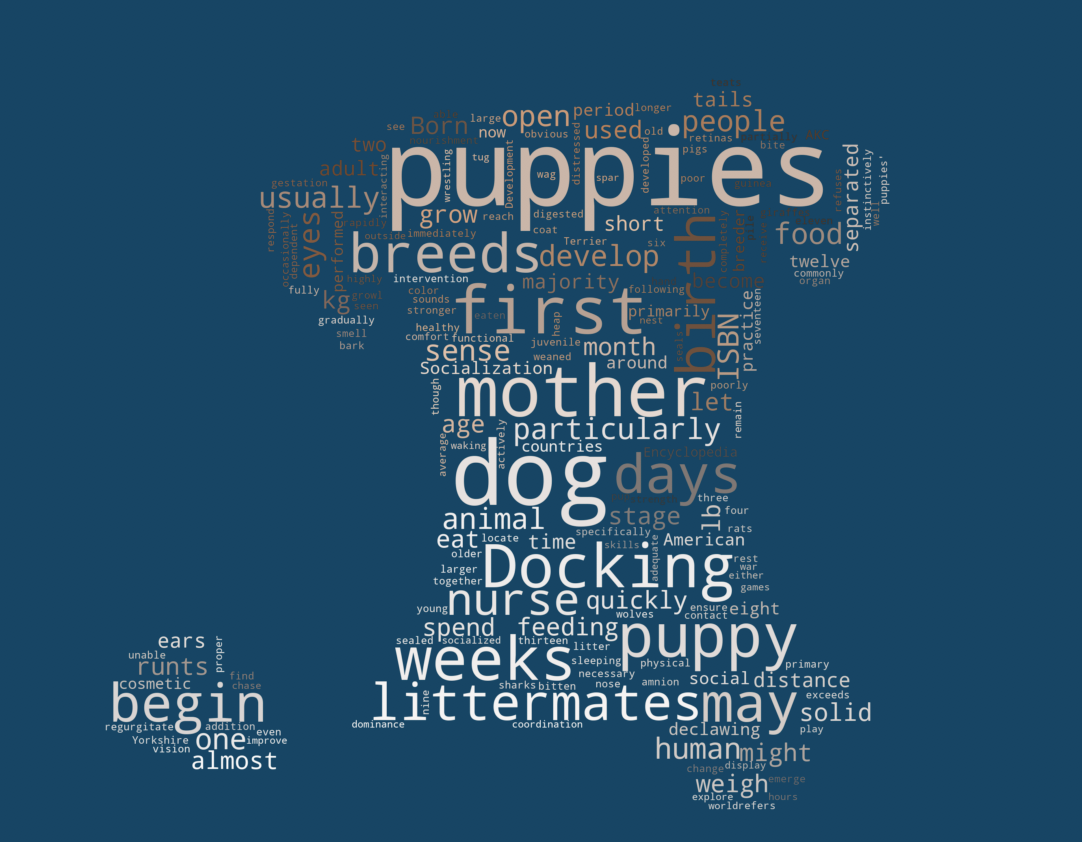 tails
large open period longer people
see Born now obvious used old
nourishment retinas
two puppies bite
tug pigs
adult wrestling Development wag distressed spar developed poor separated instinctively puppies'
interacting
gestation guinea refuses
usually grow reach digested short attention well
rapidly coat
respond occasionally dependent eyes performed outside immediately Terrier six birth completely breeder food
breeds develop twelve
highly intervention majority become commonly
fully color following organ
kg growl sounds first
seen stronger eaten heap primarily
gradually nest seals ISBN practice seventeen
smell healthy
bark comfort functional juvenile month
sense weaned around
Socialization poorly
though mother let remain
age particularly
average waking actively countries Encyclopedia
dog days
three
animal stage lb four
specifically rats
eat locate time skills adequate American
older rest
larger Docking war
together either
games
young nurse quickly ensure eight
wolves contact
spend feeding
sealed socialized thirteen puppy
ears litter
unable proper weeks sleeping physical primary
runts necessary
find nose amnion social distance
cosmetic chase sharks bitten
begin nine littermates may exceeds
solid
regurgitate addition dominance coordination play
even declawing
Yorkshire one improve human might
vision
almost change display
weigh emerge
explore hours
worldrefers